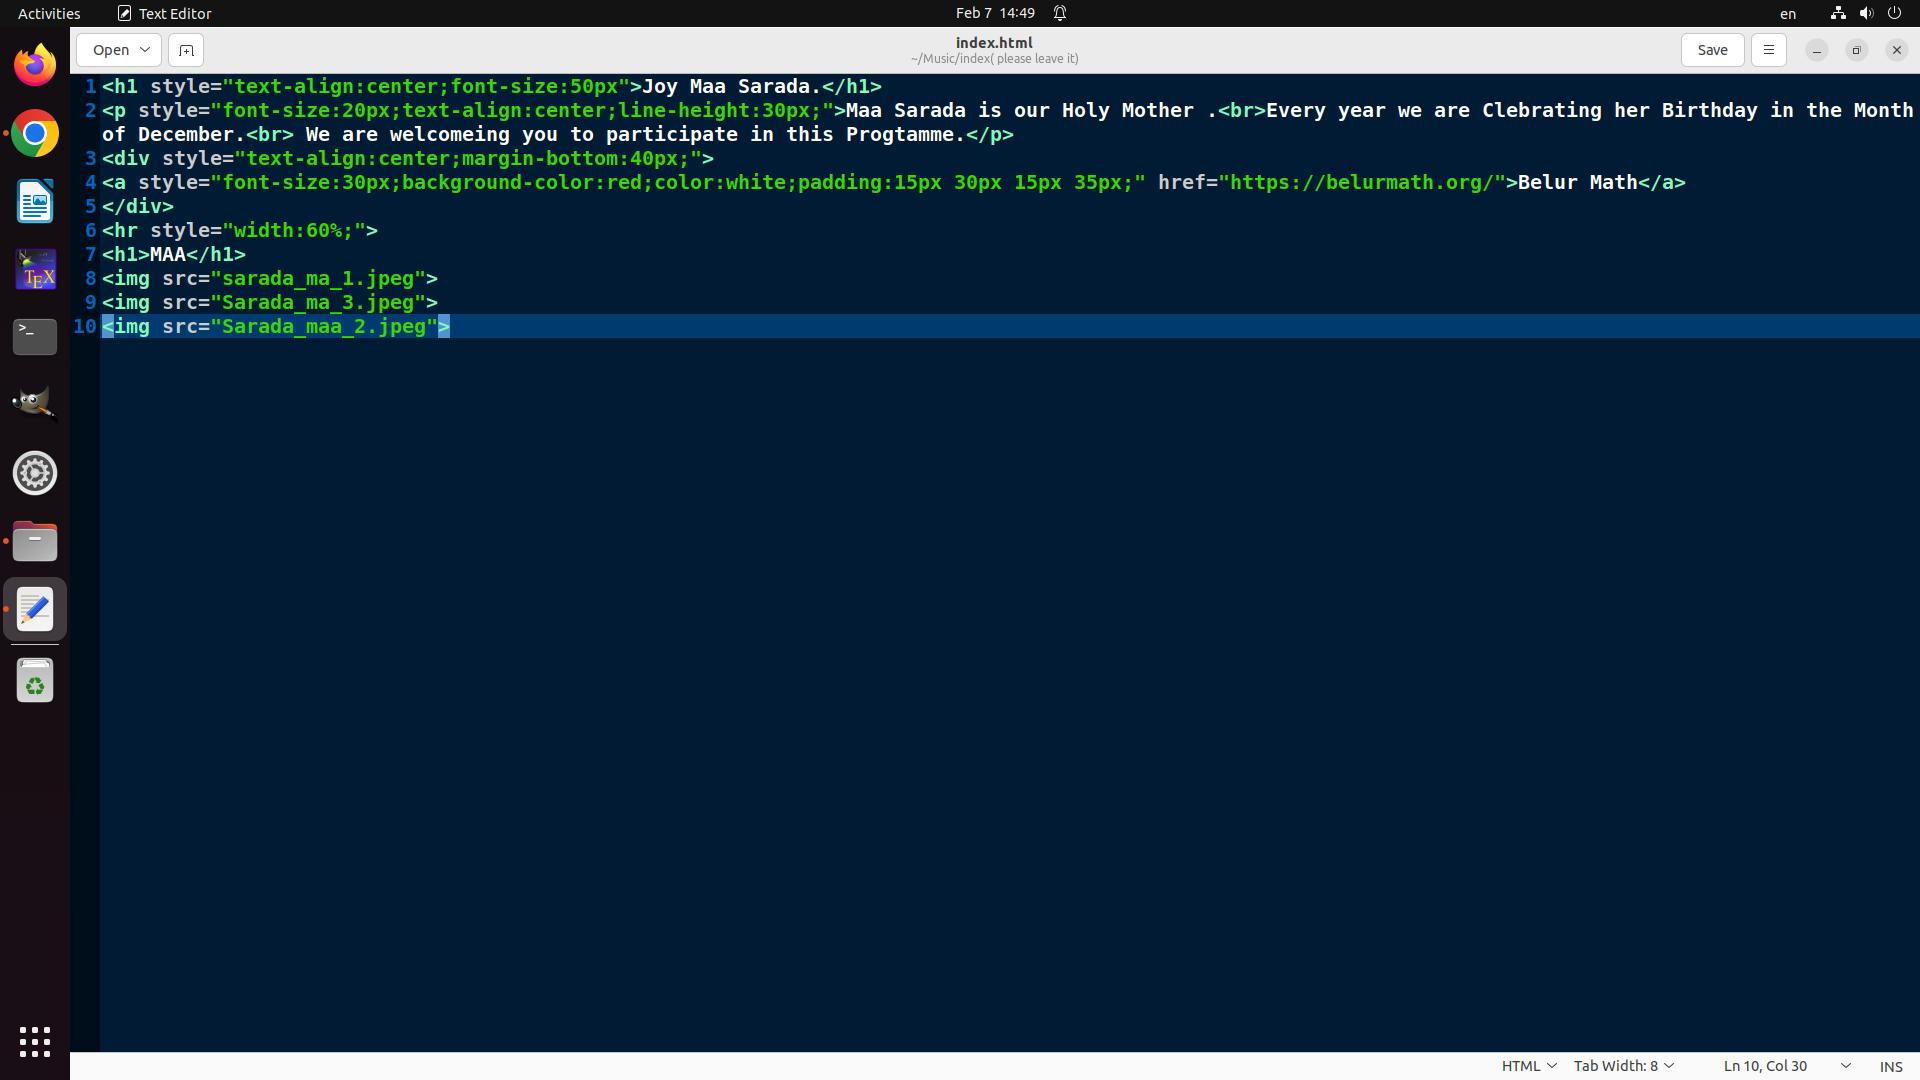 Activities Text Editor Feb 7 14:49 en
Open index.html Save
~/Music/index( please leave it)
1 <h1 style="text-align:center;font-size:50px">Joy Maa Sarada.</h1>
2 <p style="font-size:20px;text-align:center;line-height:30px;">Maa Sarada is our Holy Mother .<br>Every year we are Clebrating her Birthday in the Month
of December.<br> We are welcomeing you to participate in this Progtamme.</p>
3 <div style="text-align:center;margin-bottom:40px;">
4 <a style="font-size:30px;background-color:red;color:white;padding:15px 30px 15px 35px;" href="https://belurmath.org/">Belur Math</a>
5 </div>
6 <hr style="width:60%;">
7 <h1>MAA</h1>
8 <img src="sarada_ma_1.jpeg">
9 <img src="Sarada_ma_3.jpeg">
10 <img src="Sarada_maa_2.jpeg">
>_
TEX
HTML Tab Width: 8 Ln 10, Col 30 INS